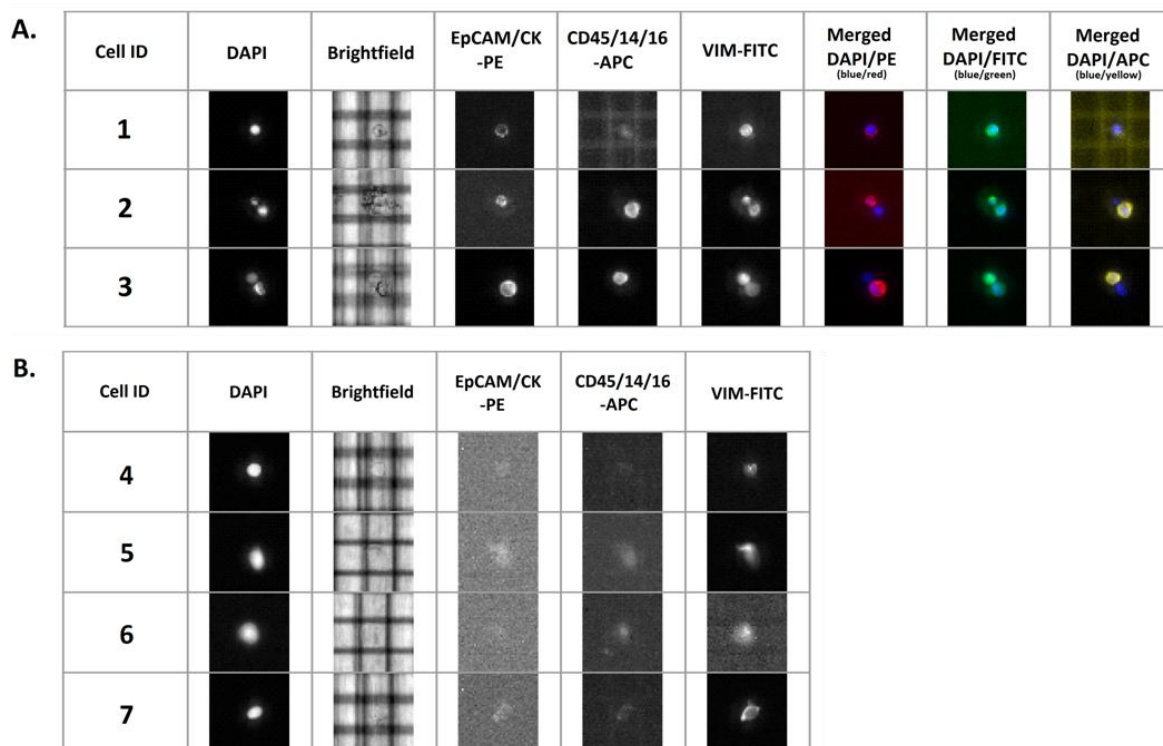 A.
Cell ID
DAPI
Brightfield
EpCAM/CK
-PE
CD45/14/16
-APC
VIM-FITC
Merged
DAPI/PE
(blue/red)
Merged
DAPI/FITC
(blue/green)
Merged
DAPI/APC
(blue/yellow)
1
2
3
B.
Cell ID
DAPI
Brightfield
EpCAM/CK
-PE
CD45/14/16
-APC
VIM-FITC
4
5
6
7